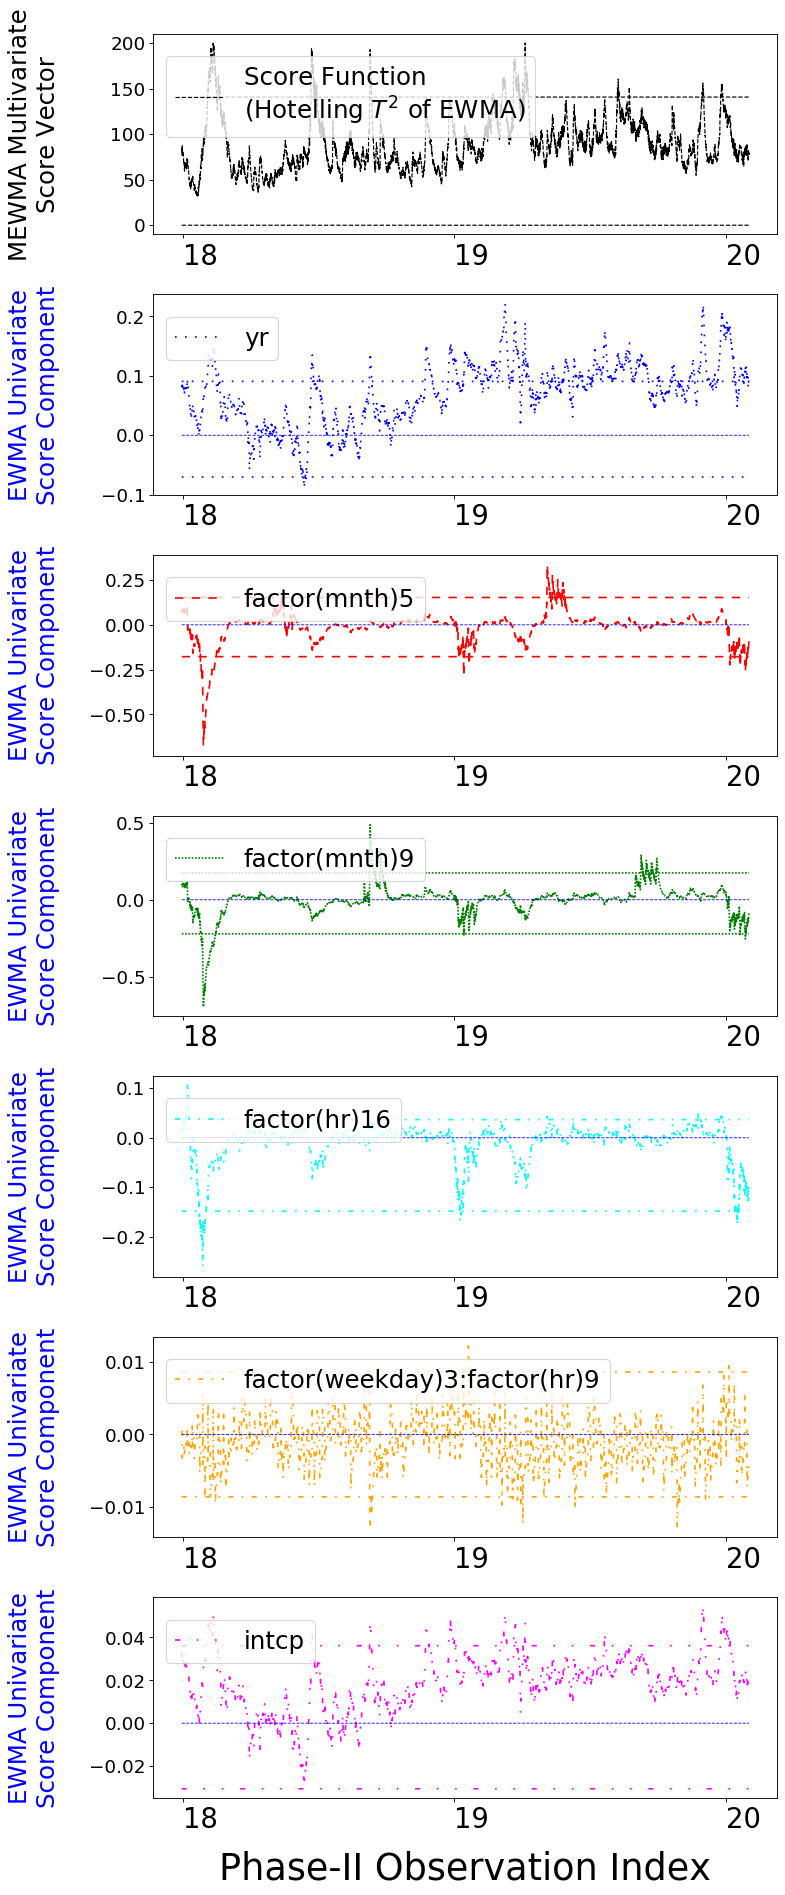 MEWMA Multivariate
Score Vector
200
150
100
50
0
Score Function
(Hotelling T² of EWMA)
18 19 20
EWMA Univariate
Score Component
0.2
0.1
0.0
−0.1
yr
18 19 20
EWMA Univariate
Score Component
0.25
0.00
−0.25
−0.50
factor(mnth)5
18 19 20
EWMA Univariate
Score Component
0.5
0.0
−0.5
factor(mnth)9
18 19 20
EWMA Univariate
Score Component
0.1
0.0
−0.1
−0.2
factor(hr)16
18 19 20
EWMA Univariate
Score Component
0.01
0.00
−0.01
factor(weekday)3:factor(hr)9
18 19 20
EWMA Univariate
Score Component
0.04
0.02
0.00
−0.02
intcp
18 19 20
Phase-II Observation Index